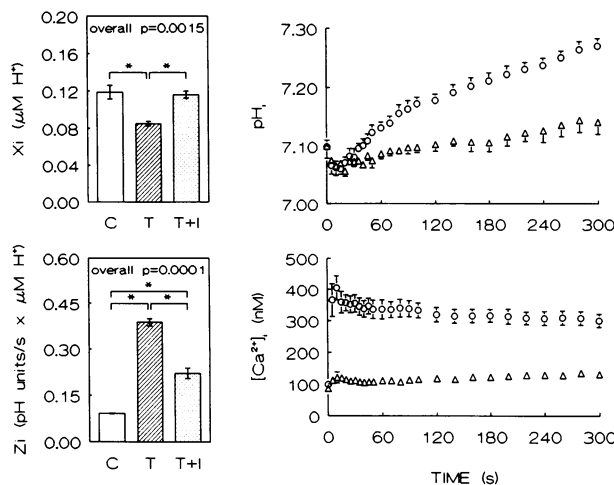 overall p=0.0015
* *
Xi (µM H⁺)
0.20
0.16
0.12
0.08
0.04
0.00
C T T+I
pHᵢ
7.30
7.20
7.10
7.00
0 60 120 180 240 300
overall p=0.0001
*
* *
Zi (pH units/s × µM H⁺)
0.60
0.45
0.30
0.15
0.00
C T T+I
[Ca²⁺]ᵢ (nM)
500
400
300
200
100
0
0 60 120 180 240 300
TIME (s)